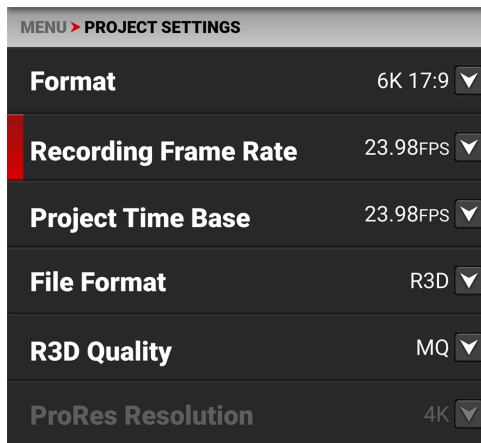 MENU PROJECT SETTINGS
Format 6K 17:9
Recording Frame Rate 23.98FPS
Project Time Base 23.98FPS
File Format R3D
R3D Quality MQ
ProRes Resolution 4K